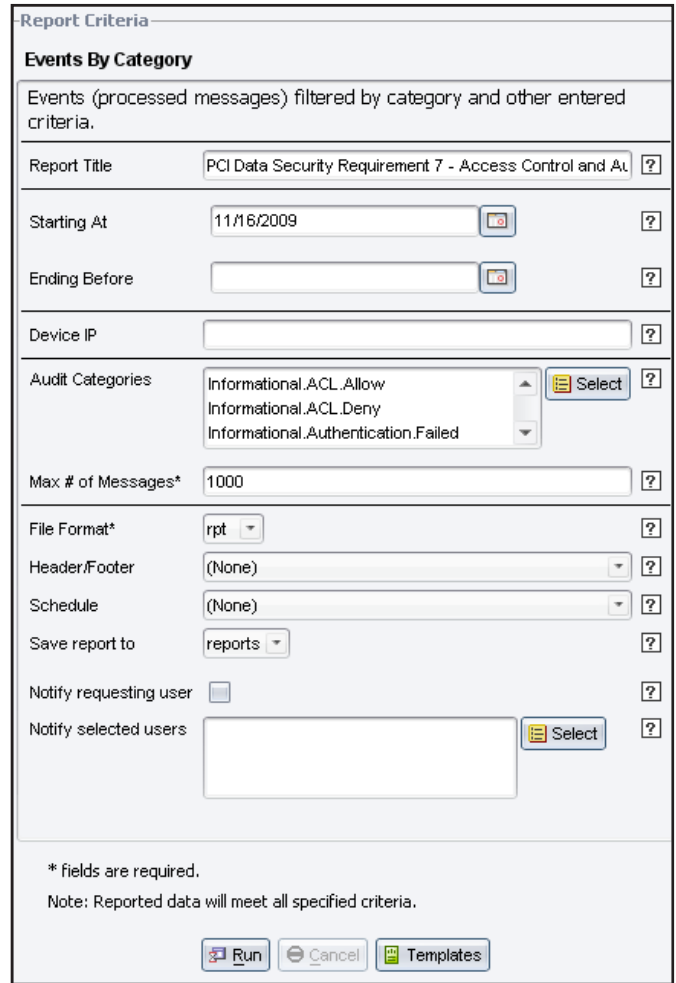 Report Criteria
Events By Category
Events (processed messages) filtered by category and other entered
criteria.
Report Title PCI Data Security Requirement 7 - Access Control and Au ?
Starting At 11/16/2009 ?
Ending Before ?
Device IP ?
Audit Categories Informational.ACL.Allow Select ?
Informational.ACL.Deny
Informational.Authentication.Failed
Max # of Messages* 1000 ?
File Format* rpt ?
Header/Footer (None) ?
Schedule (None) ?
Save report to reports ?
Notify requesting user ?
Notify selected users Select ?
* fields are required.
Note: Reported data will meet all specified criteria.
Run Cancel Templates